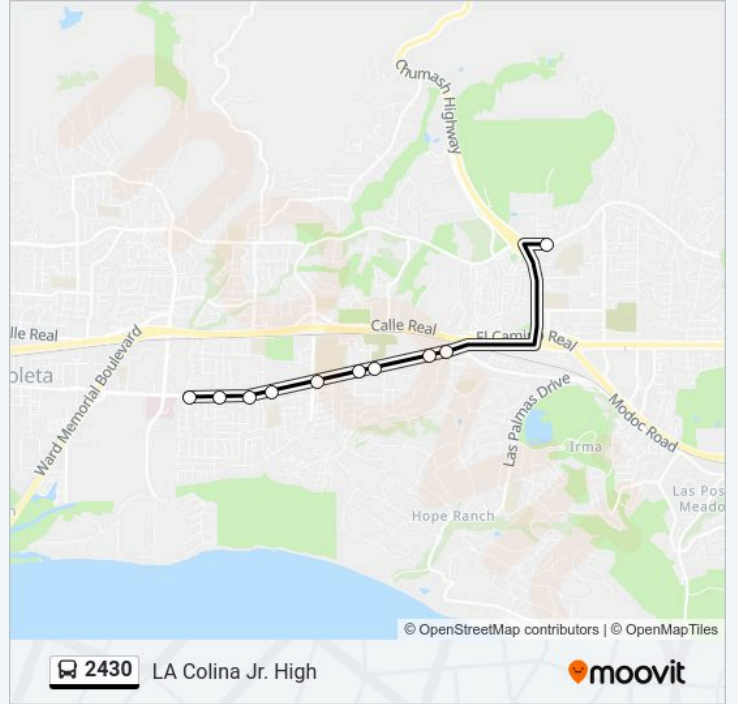 Chumash Highway
Calle Real
El Camino Real
lle Real
oleta
Ward Memorial Boulevard
Las Palmas Drive
Modoc Road
Irma
Las Pos
Meado
Hope Ranch
n
© OpenStreetMap contributors | © OpenMapTiles
2430 LA Colina Jr. High
moovit